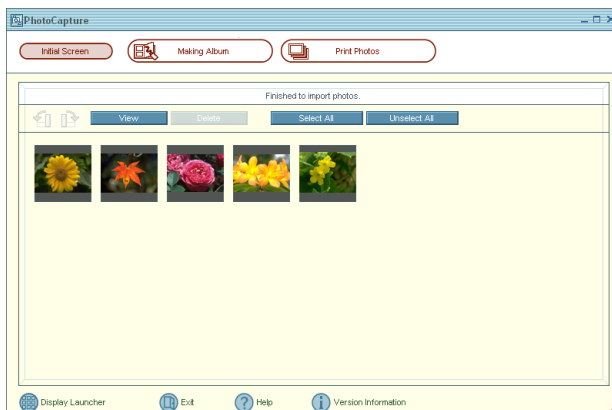 PhotoCapture
Initial Screen Making Album Print Photos
Finished to import photos.
View Delete Select All Unselect All
Display Launcher Exit Help Version Information